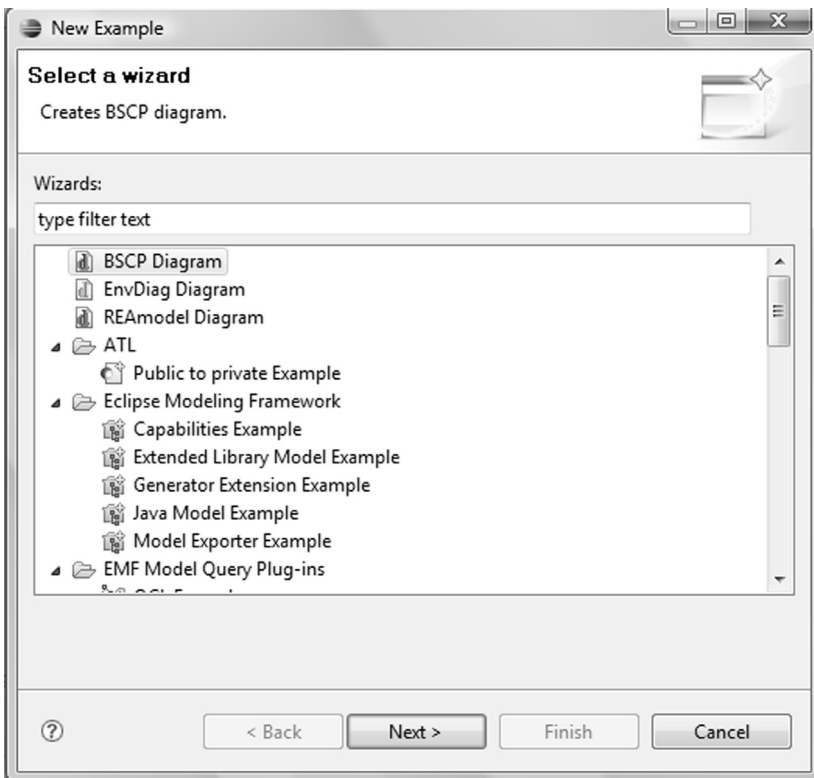 New Example
Select a wizard
Creates BSCP diagram.
Wizards:
type filter text
BSCP Diagram
EnvDiag Diagram
REAmodel Diagram
ATL
Public to private Example
Eclipse Modeling Framework
Capabilities Example
Extended Library Model Example
Generator Extension Example
Java Model Example
Model Exporter Example
EMF Model Query Plug-ins
? < Back Next > Finish Cancel